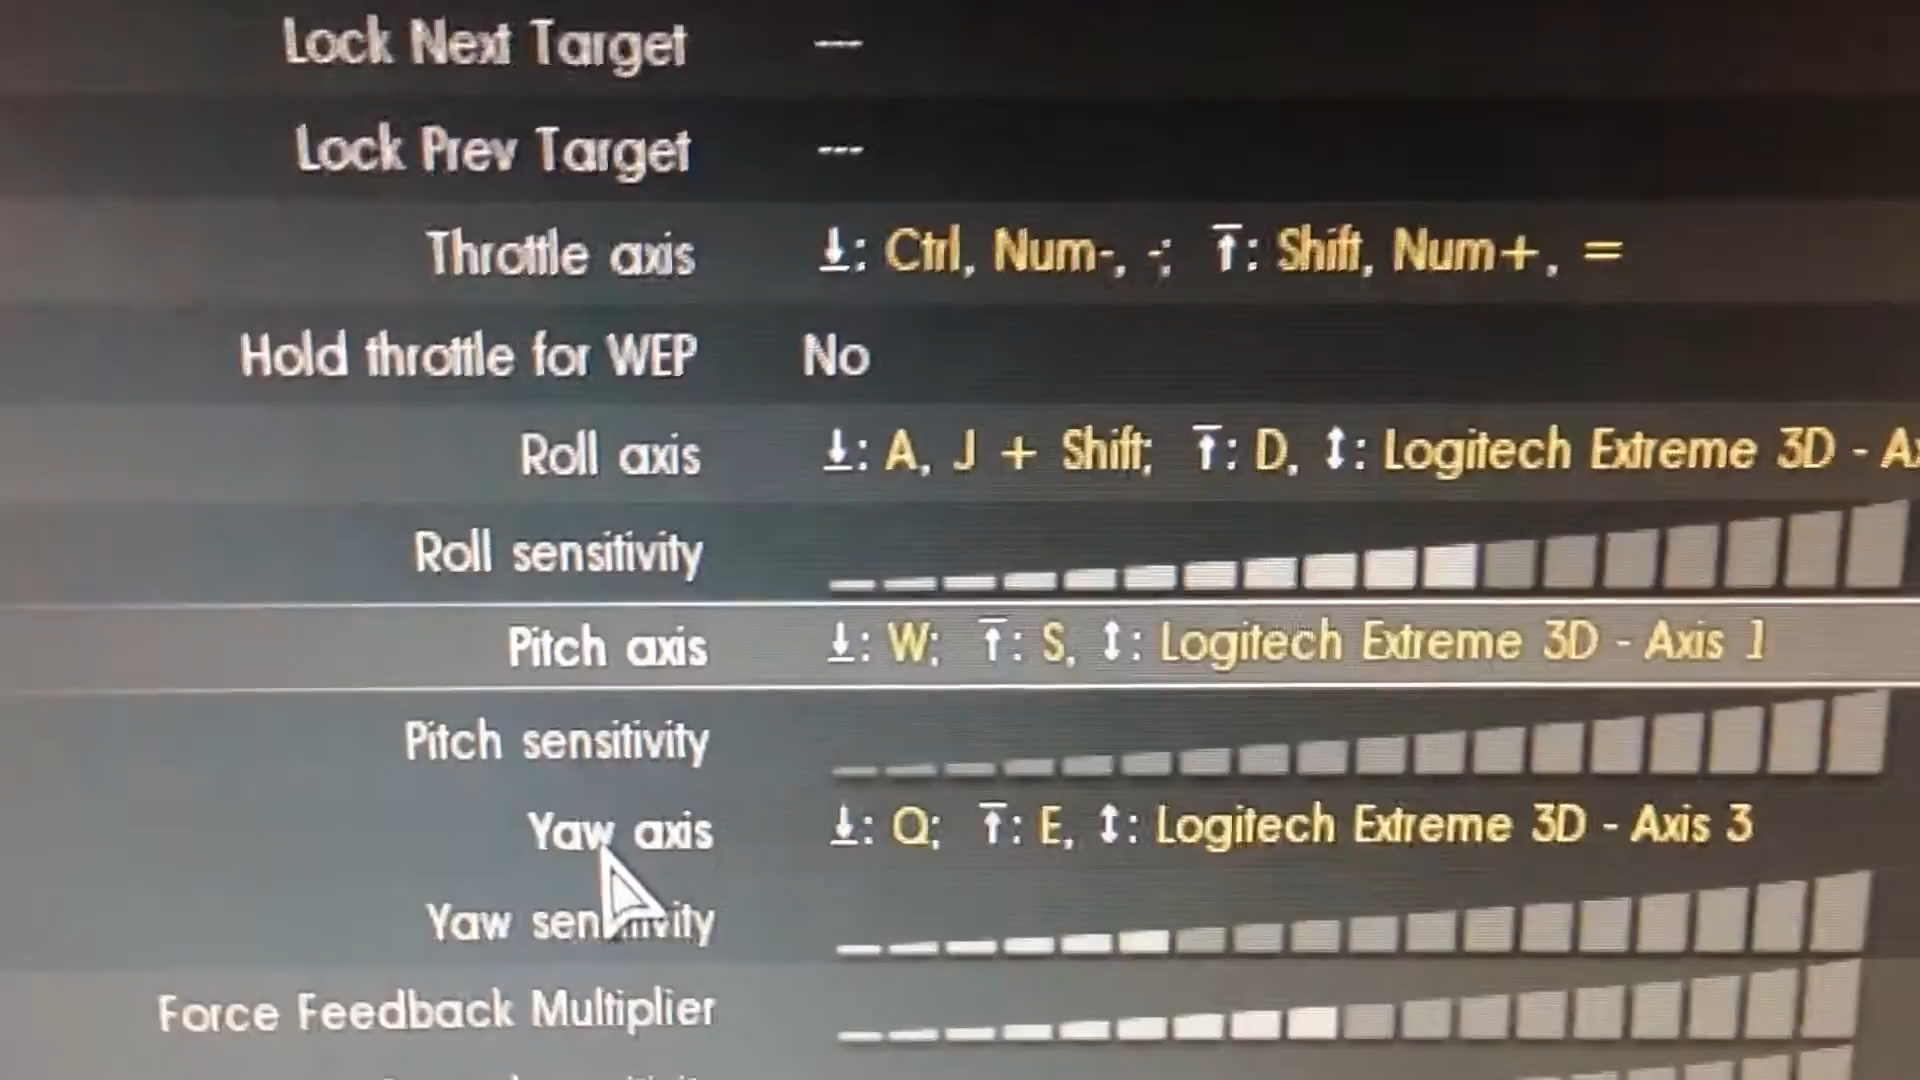 Lock Next Target ---
Lock Prev Target ---
Throttle axis ↓: Ctrl, Num-, -; ↑: Shift, Num+, =
Hold throttle for WEP No
Roll axis ↓: A, J + Shift; ↑: D, ↕: Logitech Extreme 3D - Ax
Roll sensitivity
Pitch axis ↓: W; ↑: S, ↕: Logitech Extreme 3D - Axis 1
Pitch sensitivity
Yaw axis ↓: Q; ↑: E, ↕: Logitech Extreme 3D - Axis 3
Yaw sensitivity
Force Feedback Multiplier